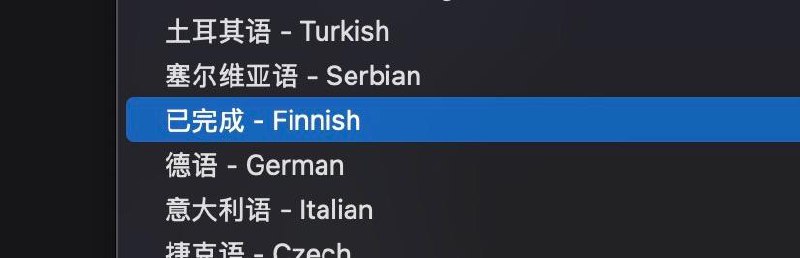 土耳其语 - Turkish
塞尔维亚语 - Serbian
已完成 - Finnish
德语 - German
意大利语 - Italian
捷克语 - Czech